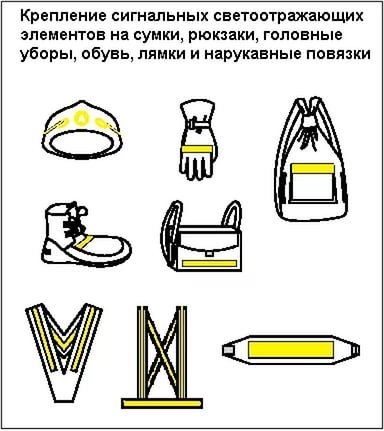 Крепление сигнальных светоотражающих
элементов на сумки, рюкзаки, головные
уборы, обувь, лямки и нарукавные повязки